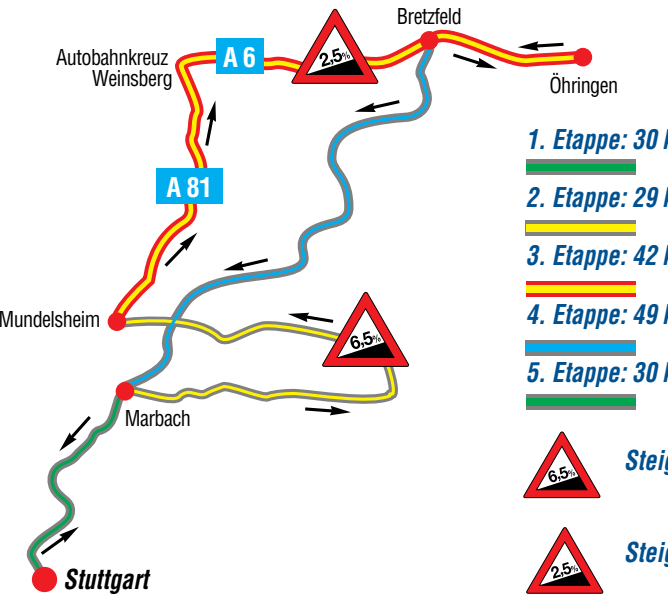 Bretzfeld
Autobahnkreuz
Weinsberg
A 6
2,5%
Öhringen
1. Etappe: 30 k
A 81
2. Etappe: 29 k
3. Etappe: 42 k
4. Etappe: 49 k
Mundelsheim
6,5%
5. Etappe: 30 k
Marbach
6,5%
Steig
2,5%
Steig
Stuttgart